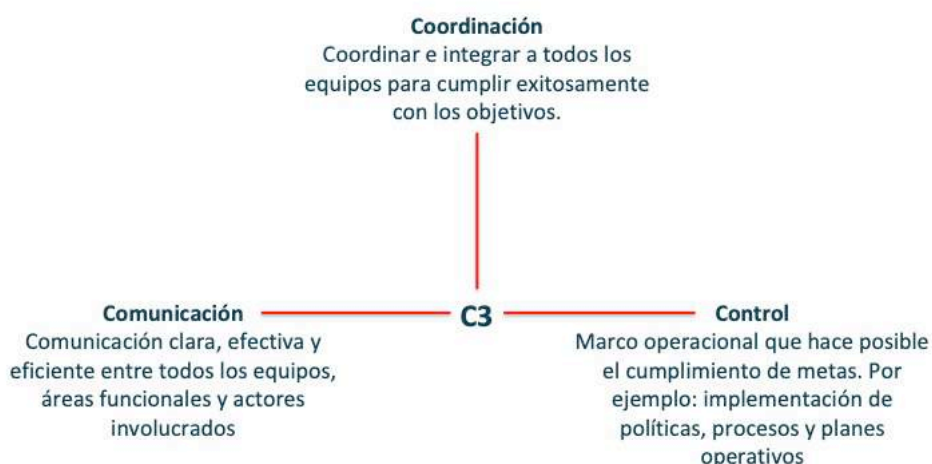 Coordinación
Coordinar e integrar a todos los
equipos para cumplir exitosamente
con los objetivos.
Comunicación
Comunicación clara, efectiva y
eficiente entre todos los equipos,
áreas funcionales y actores
involucrados
C3
Control
Marco operacional que hace posible
el cumplimiento de metas. Por
ejemplo: implementación de
políticas, procesos y planes
operativos